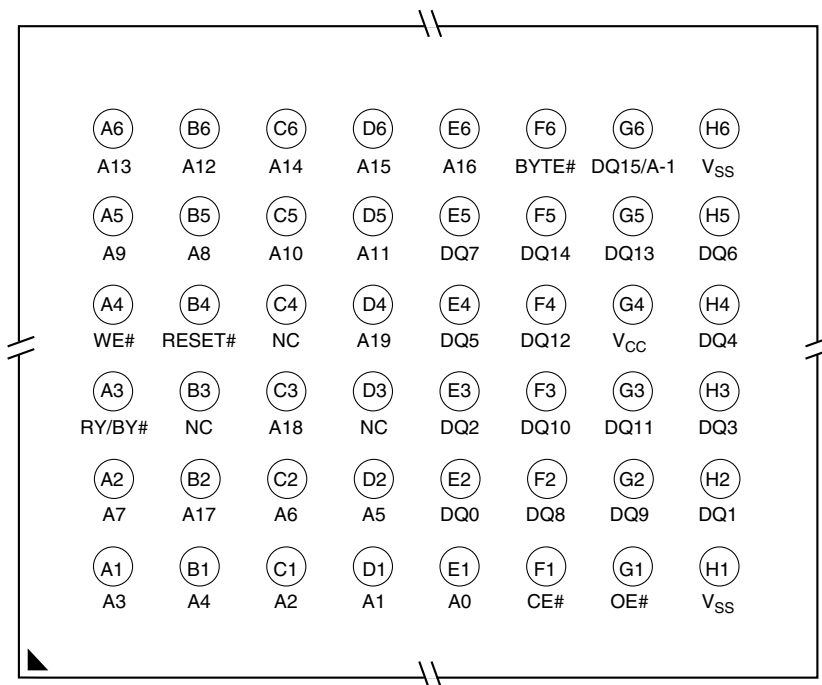 A6 B6 C6 D6 E6 F6 G6 H6
A13 A12 A14 A15 A16 BYTE# DQ15/A-1 VSS
A5 B5 C5 D5 E5 F5 G5 H5
A9 A8 A10 A11 DQ7 DQ14 DQ13 DQ6
A4 B4 C4 D4 E4 F4 G4 H4
WE# RESET# NC A19 DQ5 DQ12 VCC DQ4
A3 B3 C3 D3 E3 F3 G3 H3
RY/BY# NC A18 NC DQ2 DQ10 DQ11 DQ3
A2 B2 C2 D2 E2 F2 G2 H2
A7 A17 A6 A5 DQ0 DQ8 DQ9 DQ1
A1 B1 C1 D1 E1 F1 G1 H1
A3 A4 A2 A1 A0 CE# OE# VSS